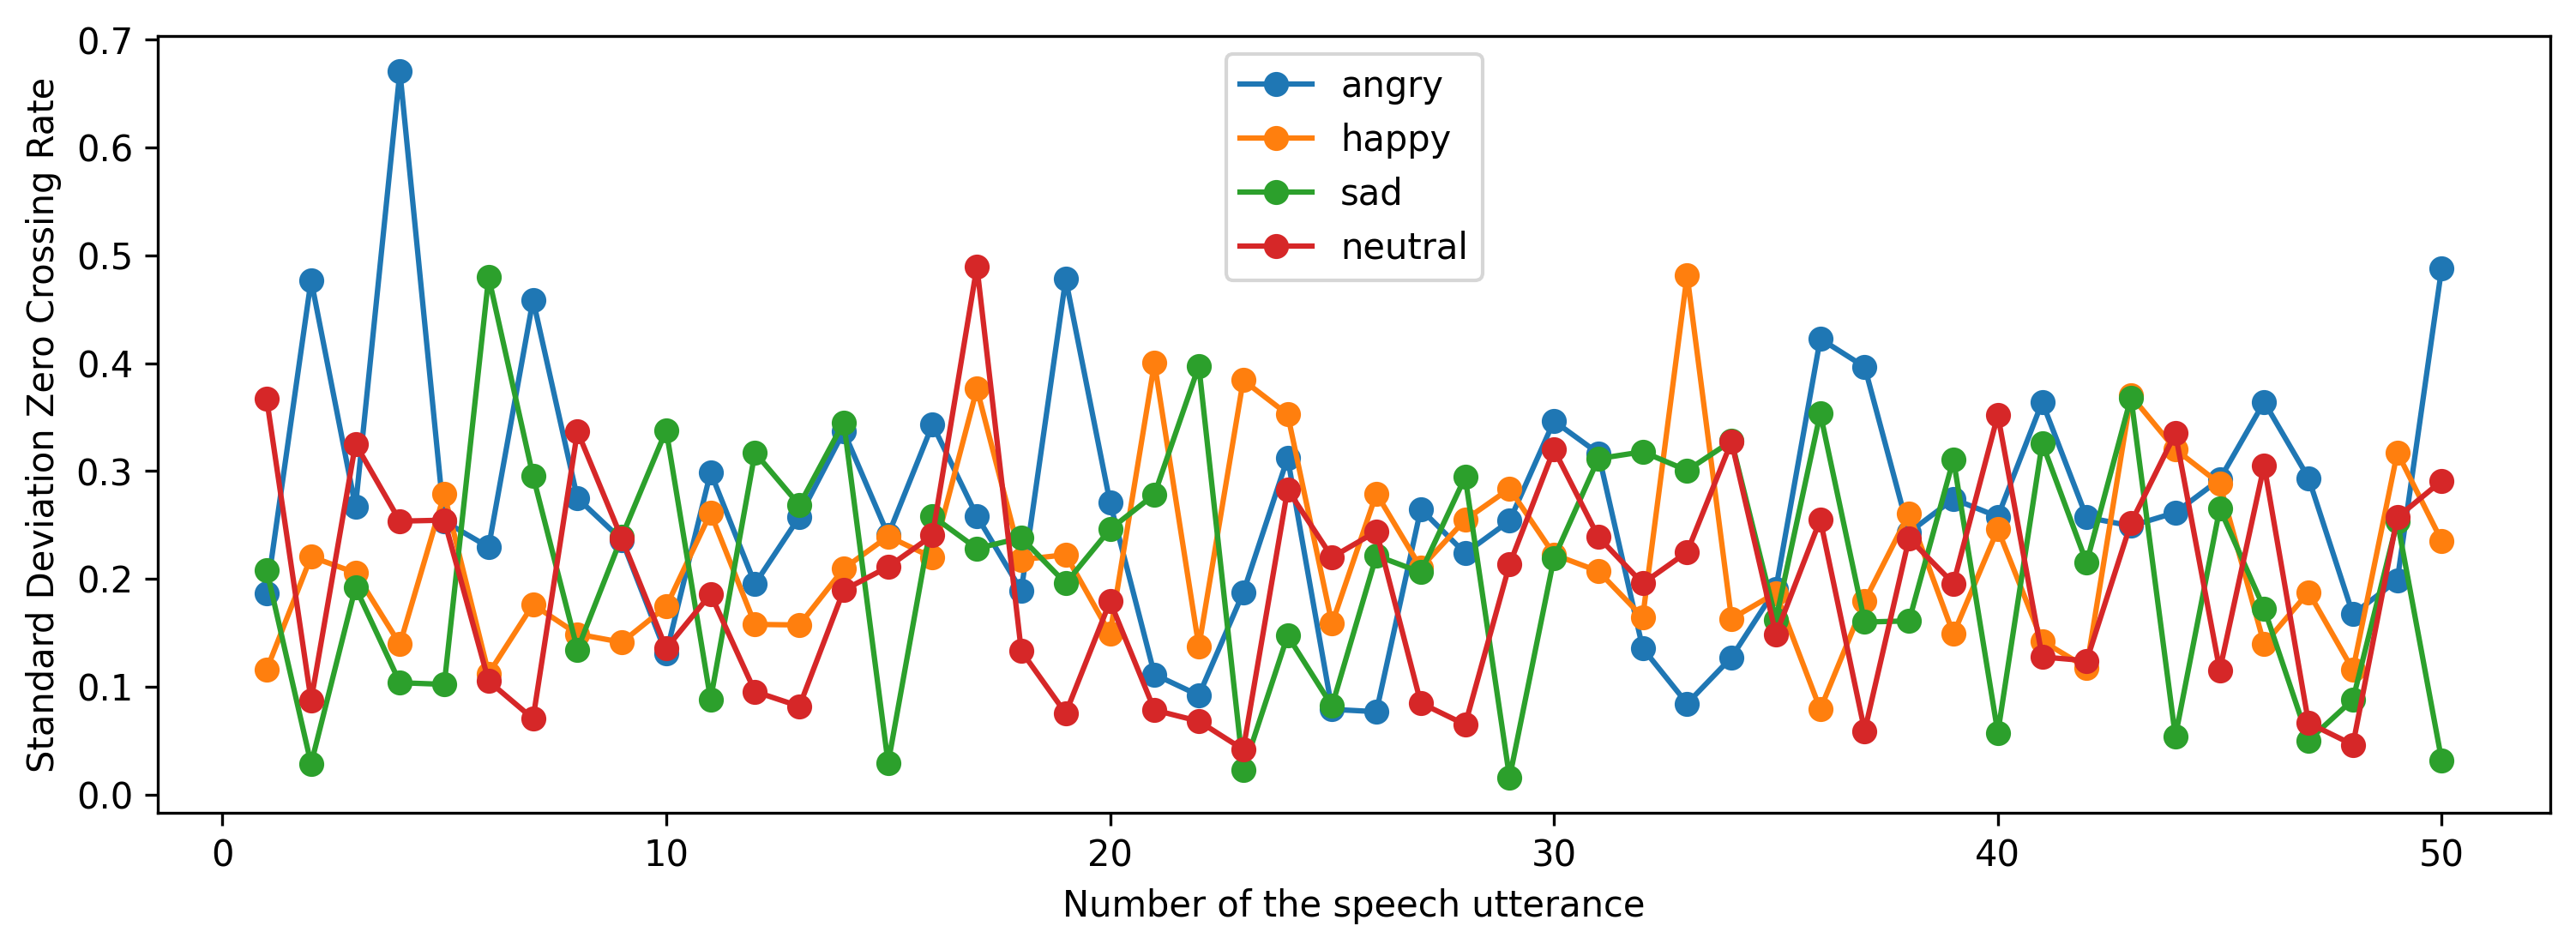 0.7
0.6
0.5
0.4
0.3
0.2
0.1
0.0
Standard Deviation Zero Crossing Rate
angry
happy
sad
neutral
0 10 20 30 40 50
Number of the speech utterance